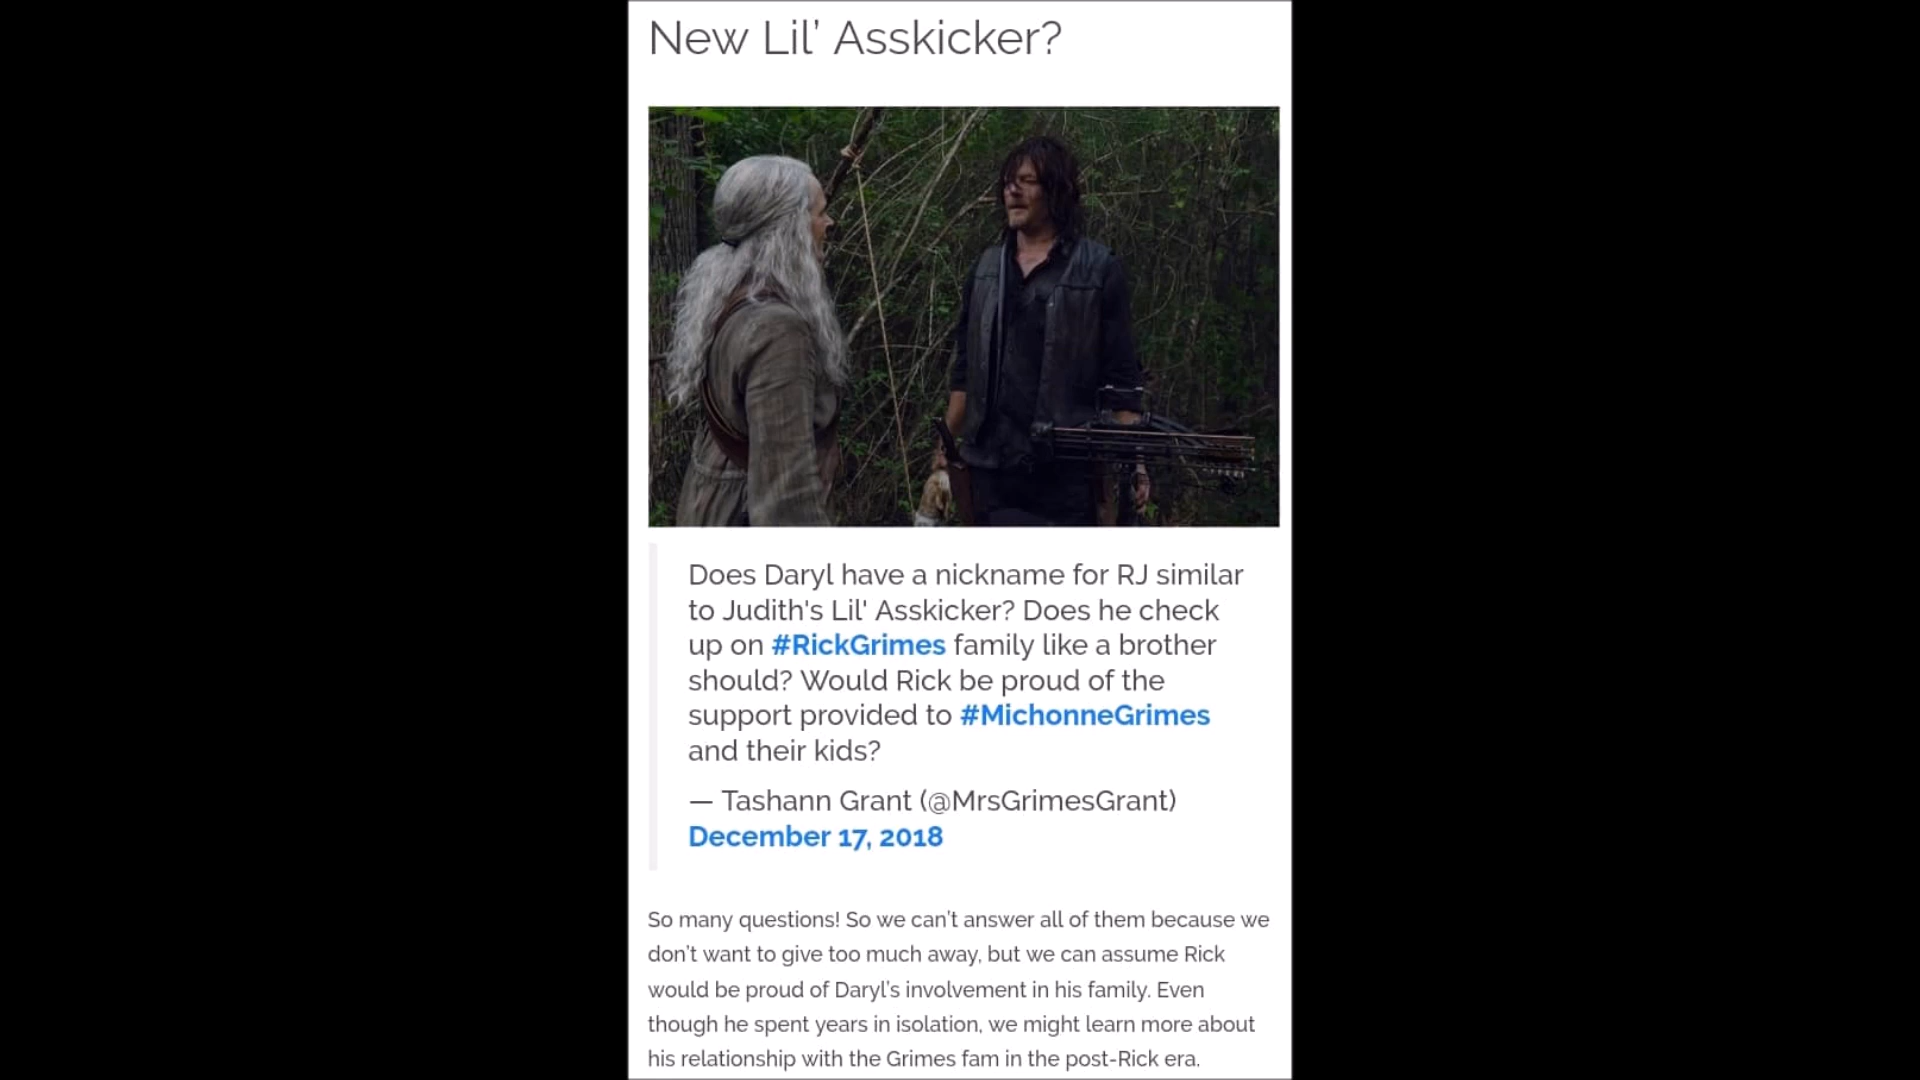 New Lil’ Asskicker?
Does Daryl have a nickname for RJ similar
to Judith's Lil' Asskicker? Does he check
up on #RickGrimes family like a brother
should? Would Rick be proud of the
support provided to #MichonneGrimes
and their kids?
— Tashann Grant (@MrsGrimesGrant)
December 17, 2018
So many questions! So we can’t answer all of them because we
don’t want to give too much away, but we can assume Rick
would be proud of Daryl’s involvement in his family. Even
though he spent years in isolation, we might learn more about
his relationship with the Grimes fam in the post-Rick era.